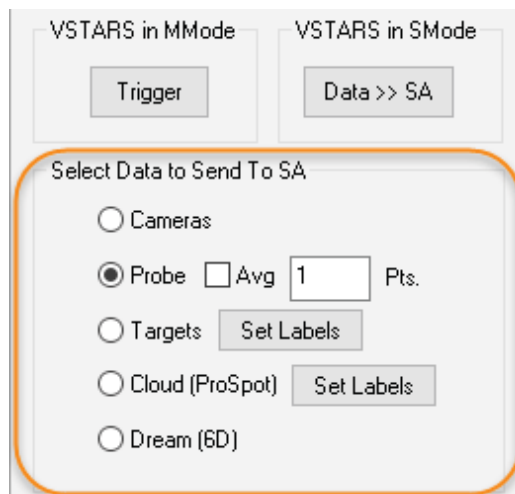 VSTARS in MMode VSTARS in SMode
Trigger Data >> SA
Select Data to Send To SA
Cameras
Probe Avg 1 Pts.
Targets Set Labels
Cloud (ProSpot) Set Labels
Dream (6D)